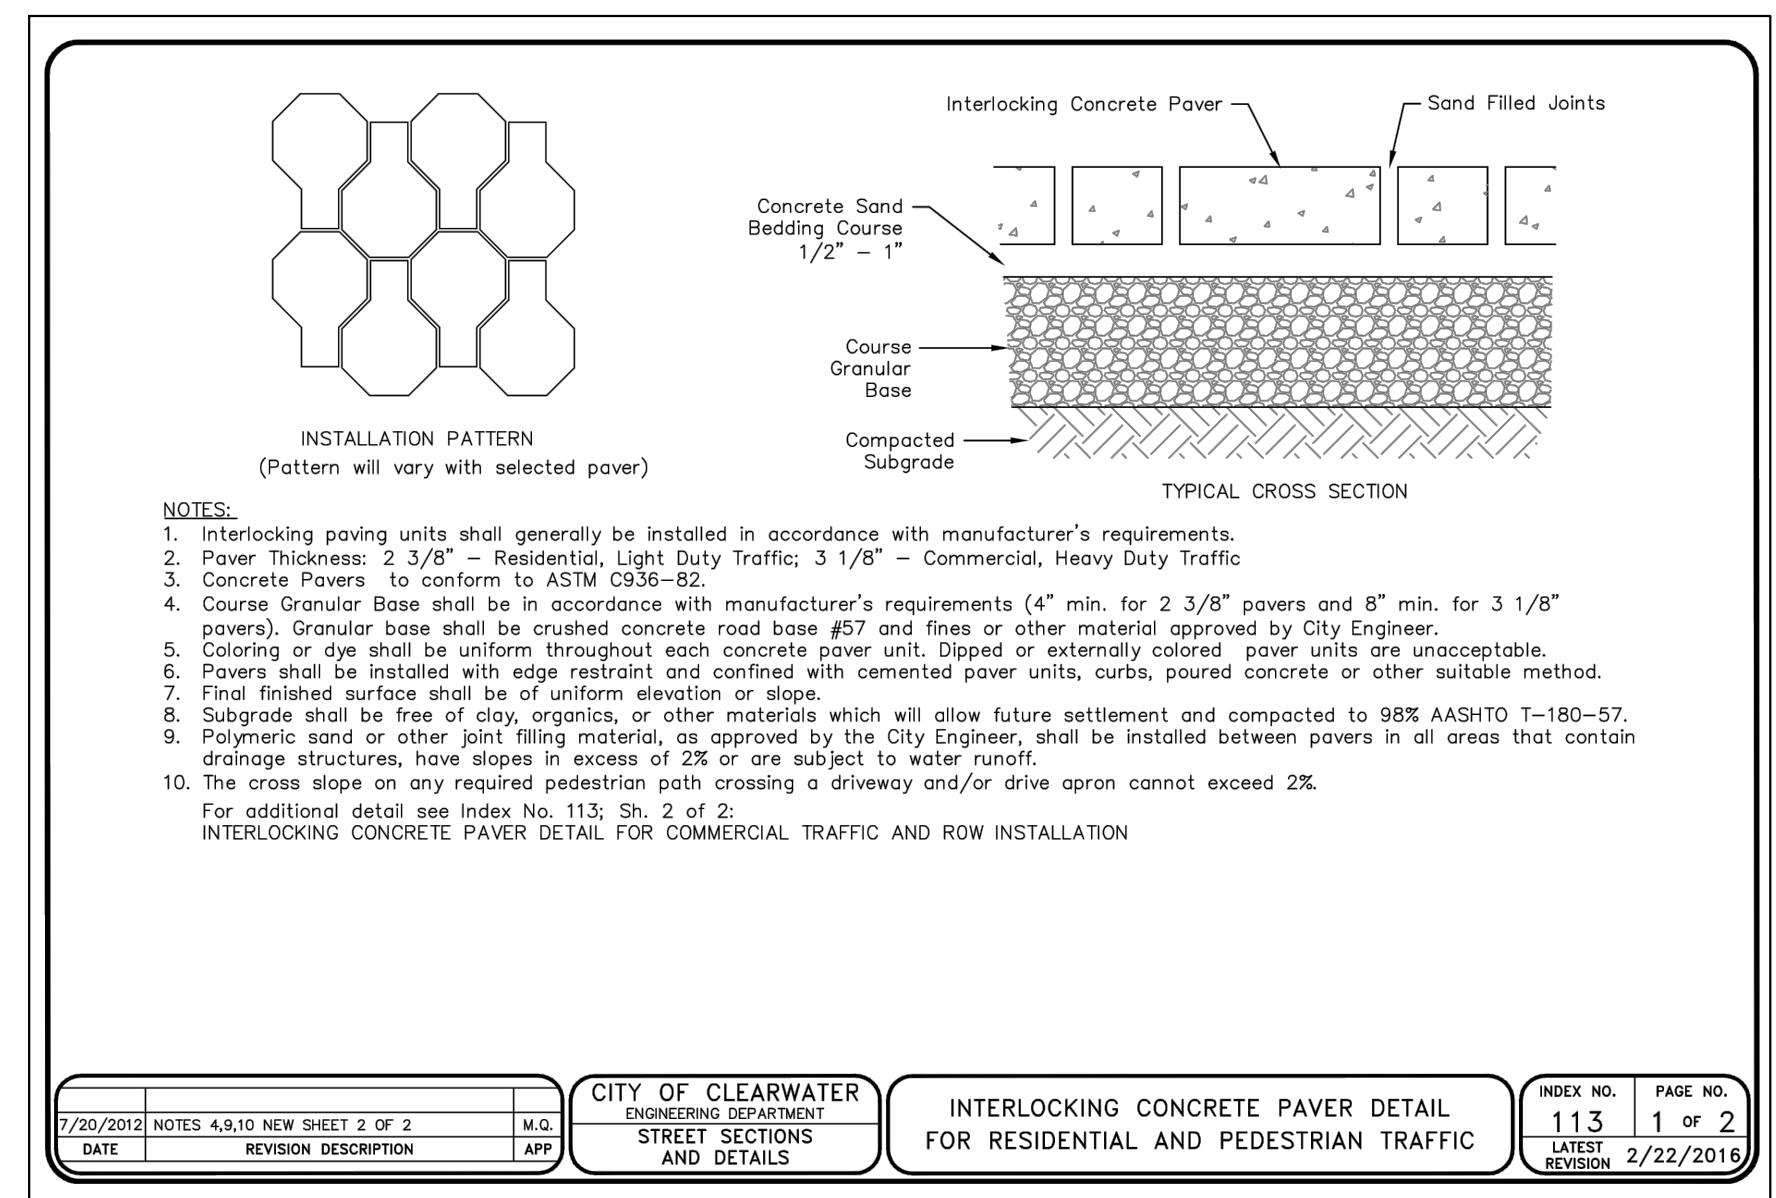 Interlocking Concrete Paver
Sand Filled Joints
Concrete Sand
Bedding Course
1/2" – 1"
Course
Granular
Base
Compacted
Subgrade
TYPICAL CROSS SECTION
INSTALLATION PATTERN
(Pattern will vary with selected paver)
NOTES:
1. Interlocking paving units shall generally be installed in accordance with manufacturer's requirements.
2. Paver Thickness: 2 3/8" – Residential, Light Duty Traffic; 3 1/8" – Commercial, Heavy Duty Traffic
3. Concrete Pavers to conform to ASTM C936–82.
4. Course Granular Base shall be in accordance with manufacturer's requirements (4" min. for 2 3/8" pavers and 8" min. for 3 1/8"
pavers). Granular base shall be crushed concrete road base #57 and fines or other material approved by City Engineer.
5. Coloring or dye shall be uniform throughout each concrete paver unit. Dipped or externally colored paver units are unacceptable.
6. Pavers shall be installed with edge restraint and confined with cemented paver units, curbs, poured concrete or other suitable method.
7. Final finished surface shall be of uniform elevation or slope.
8. Subgrade shall be free of clay, organics, or other materials which will allow future settlement and compacted to 98% AASHTO T–180–57.
9. Polymeric sand or other joint filling material, as approved by the City Engineer, shall be installed between pavers in all areas that contain
drainage structures, have slopes in excess of 2% or are subject to water runoff.
10. The cross slope on any required pedestrian path crossing a driveway and/or drive apron cannot exceed 2%.
For additional detail see Index No. 113; Sh. 2 of 2:
INTERLOCKING CONCRETE PAVER DETAIL FOR COMMERCIAL TRAFFIC AND ROW INSTALLATION
7/20/2012 NOTES 4,9,10 NEW SHEET 2 OF 2 M.Q.
DATE REVISION DESCRIPTION APP
CITY OF CLEARWATER
ENGINEERING DEPARTMENT
STREET SECTIONS
AND DETAILS
INTERLOCKING CONCRETE PAVER DETAIL
FOR RESIDENTIAL AND PEDESTRIAN TRAFFIC
INDEX NO. PAGE NO.
113 1 OF 2
LATEST
REVISION 2/22/2016